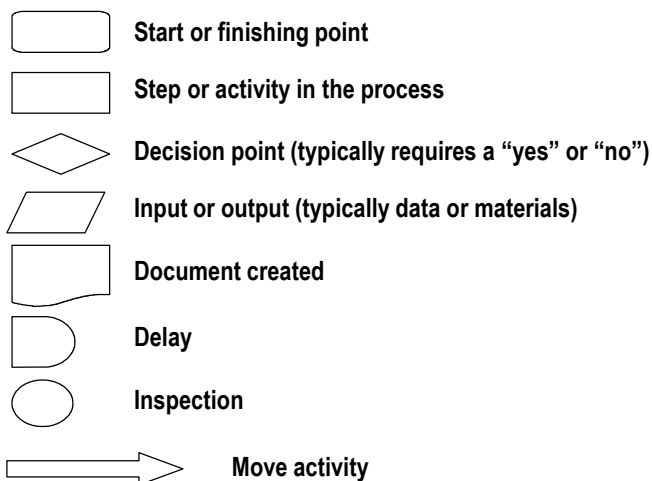 Start or finishing point
Step or activity in the process
Decision point (typically requires a “yes” or “no”)
Input or output (typically data or materials)
Document created
Delay
Inspection
Move activity